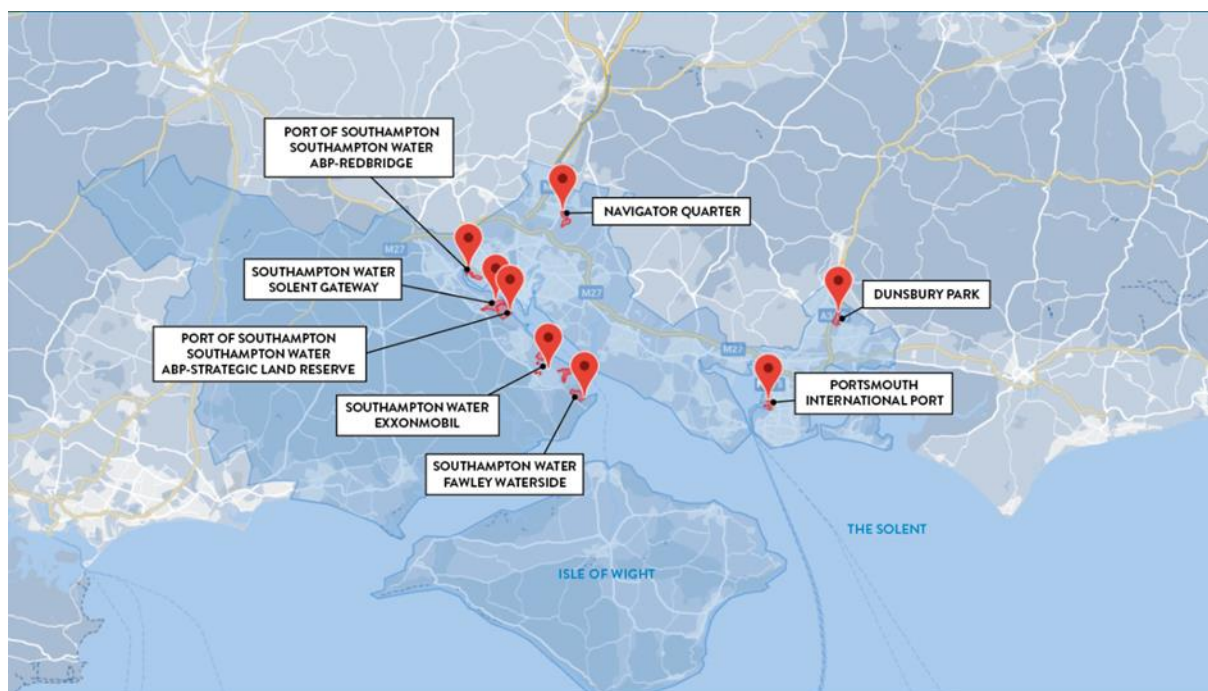 PORT OF SOUTHAMPTON
SOUTHAMPTON WATER
ABP-REDBRIDGE
NAVIGATOR QUARTER
M27
SOUTHAMPTON WATER
SOLENT GATEWAY
M27
DUNSBURY PARK
PORT OF SOUTHAMPTON
SOUTHAMPTON WATER
ABP-STRATEGIC LAND RESERVE
M27
M27
PORTSMOUTH
INTERNATIONAL PORT
SOUTHAMPTON WATER
EXXONMOBIL
SOUTHAMPTON WATER
FAWLEY WATERSIDE
THE SOLENT
ISLE OF WIGHT